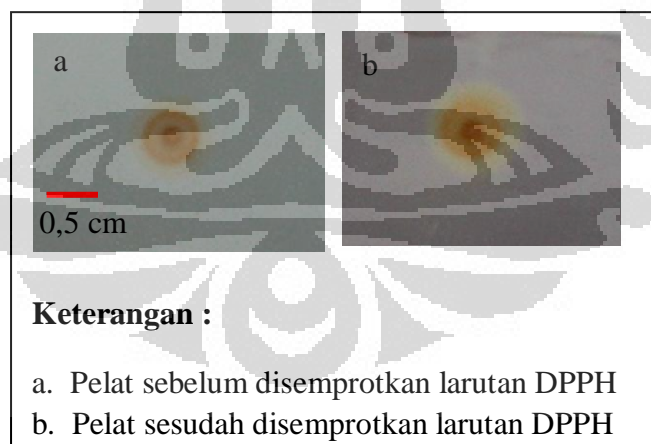 a
b
0,5 cm
Keterangan :
a. Pelat sebelum disemprotkan larutan DPPH
b. Pelat sesudah disemprotkan larutan DPPH